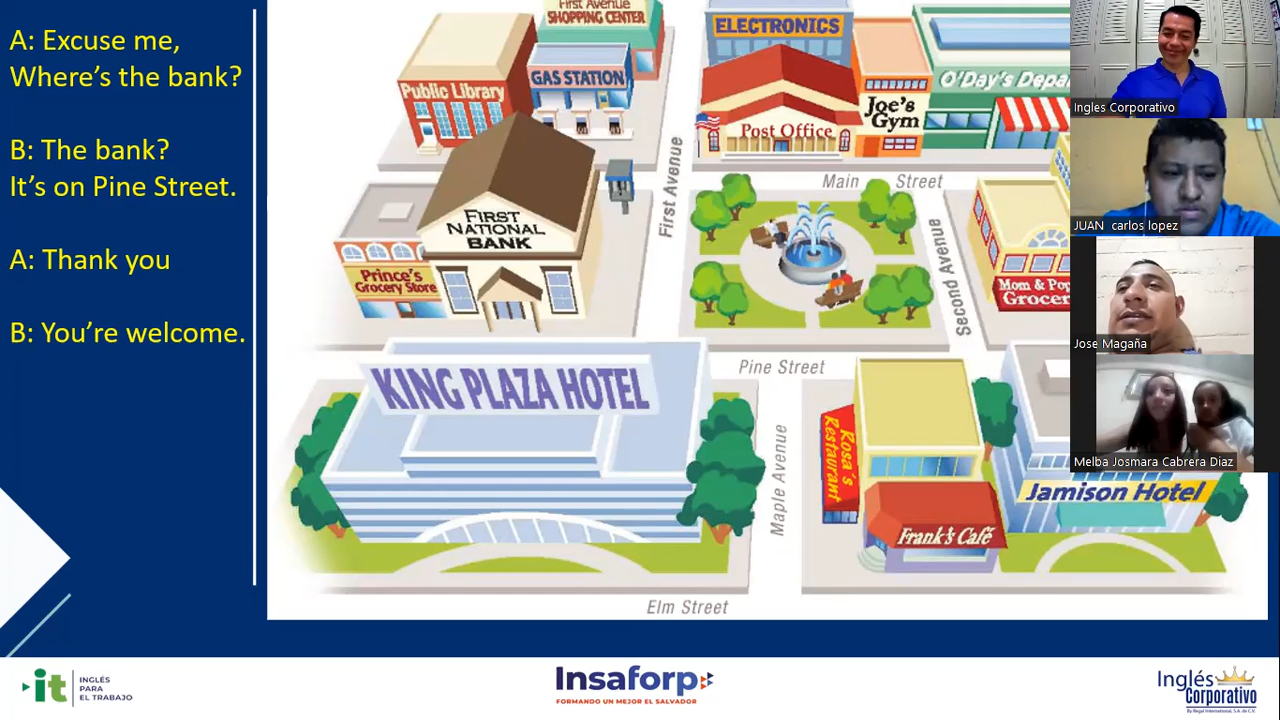 A: Excuse me,
Where's the bank?
B: The bank?
It's on Pine Street.
A: Thank you
B: You're welcome.
First Avenue
SHOPPING CENTER
ELECTRONICS
Public Library
GAS STATION
Post Office
Joe's
Gym
O'Day's
Main Street
First Avenue
FIRST
NATIONAL
BANK
Prince's
Grocery Store
Second Avenue
Mom & Pop
Pine Street
KING PLAZA HOTEL
Rosa's
Restaurant
Maple Avenue
Frank's Café
Jamison Hotel
Elm Street
Ingles Corporativo
JUAN carlos lopez
Jose Magaña
Melba Josmara Cabrera Diaz
it
INGLÉS
PARA
EL TRABAJO
Insaforp
FORMANDO UN MEJOR EL SALVADOR
Inglés
Corporativo
By Regal International, S.A. de C.V.